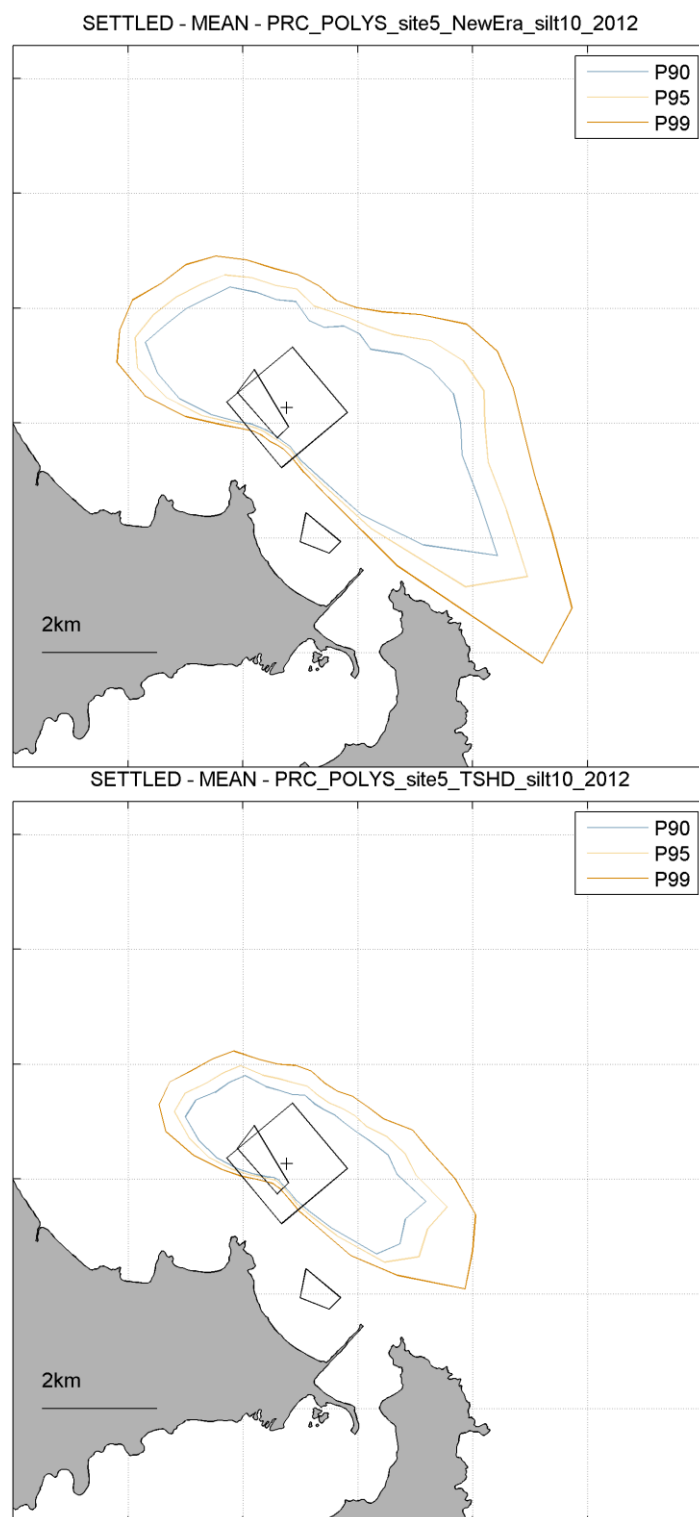 SETTLED - MEAN - PRC_POLYS_site5_NewEra_silt10_2012
P90
P95
P99
2km
SETTLED - MEAN - PRC_POLYS_site5_TSHD_silt10_2012
P90
P95
P99
2km